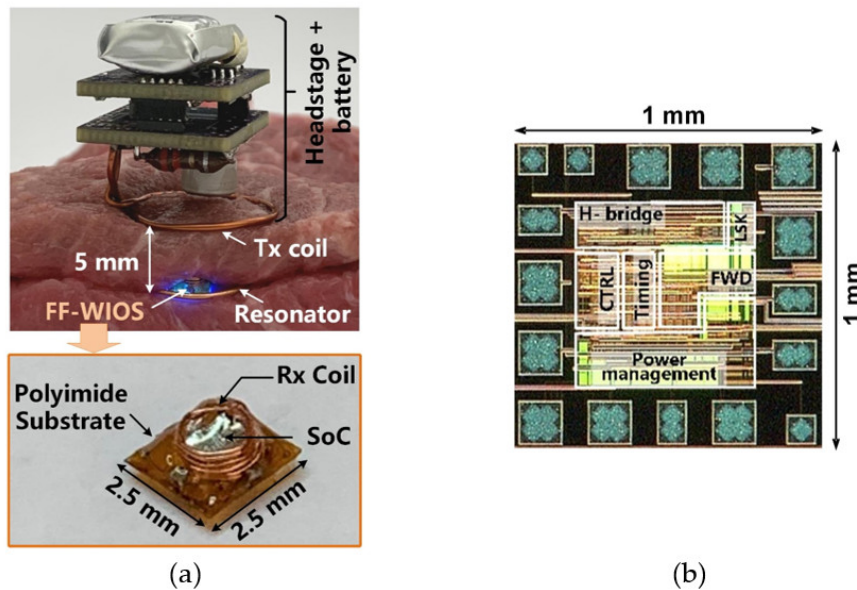 Headstage +
battery
5 mm
Tx coil
FF-WIOS
Resonator
Polyimide
Substrate
Rx Coil
SoC
2.5 mm
2.5 mm
(a)
1 mm
1 mm
H- bridge
LSK
CTRL
Timing
FWD
Power
management
(b)